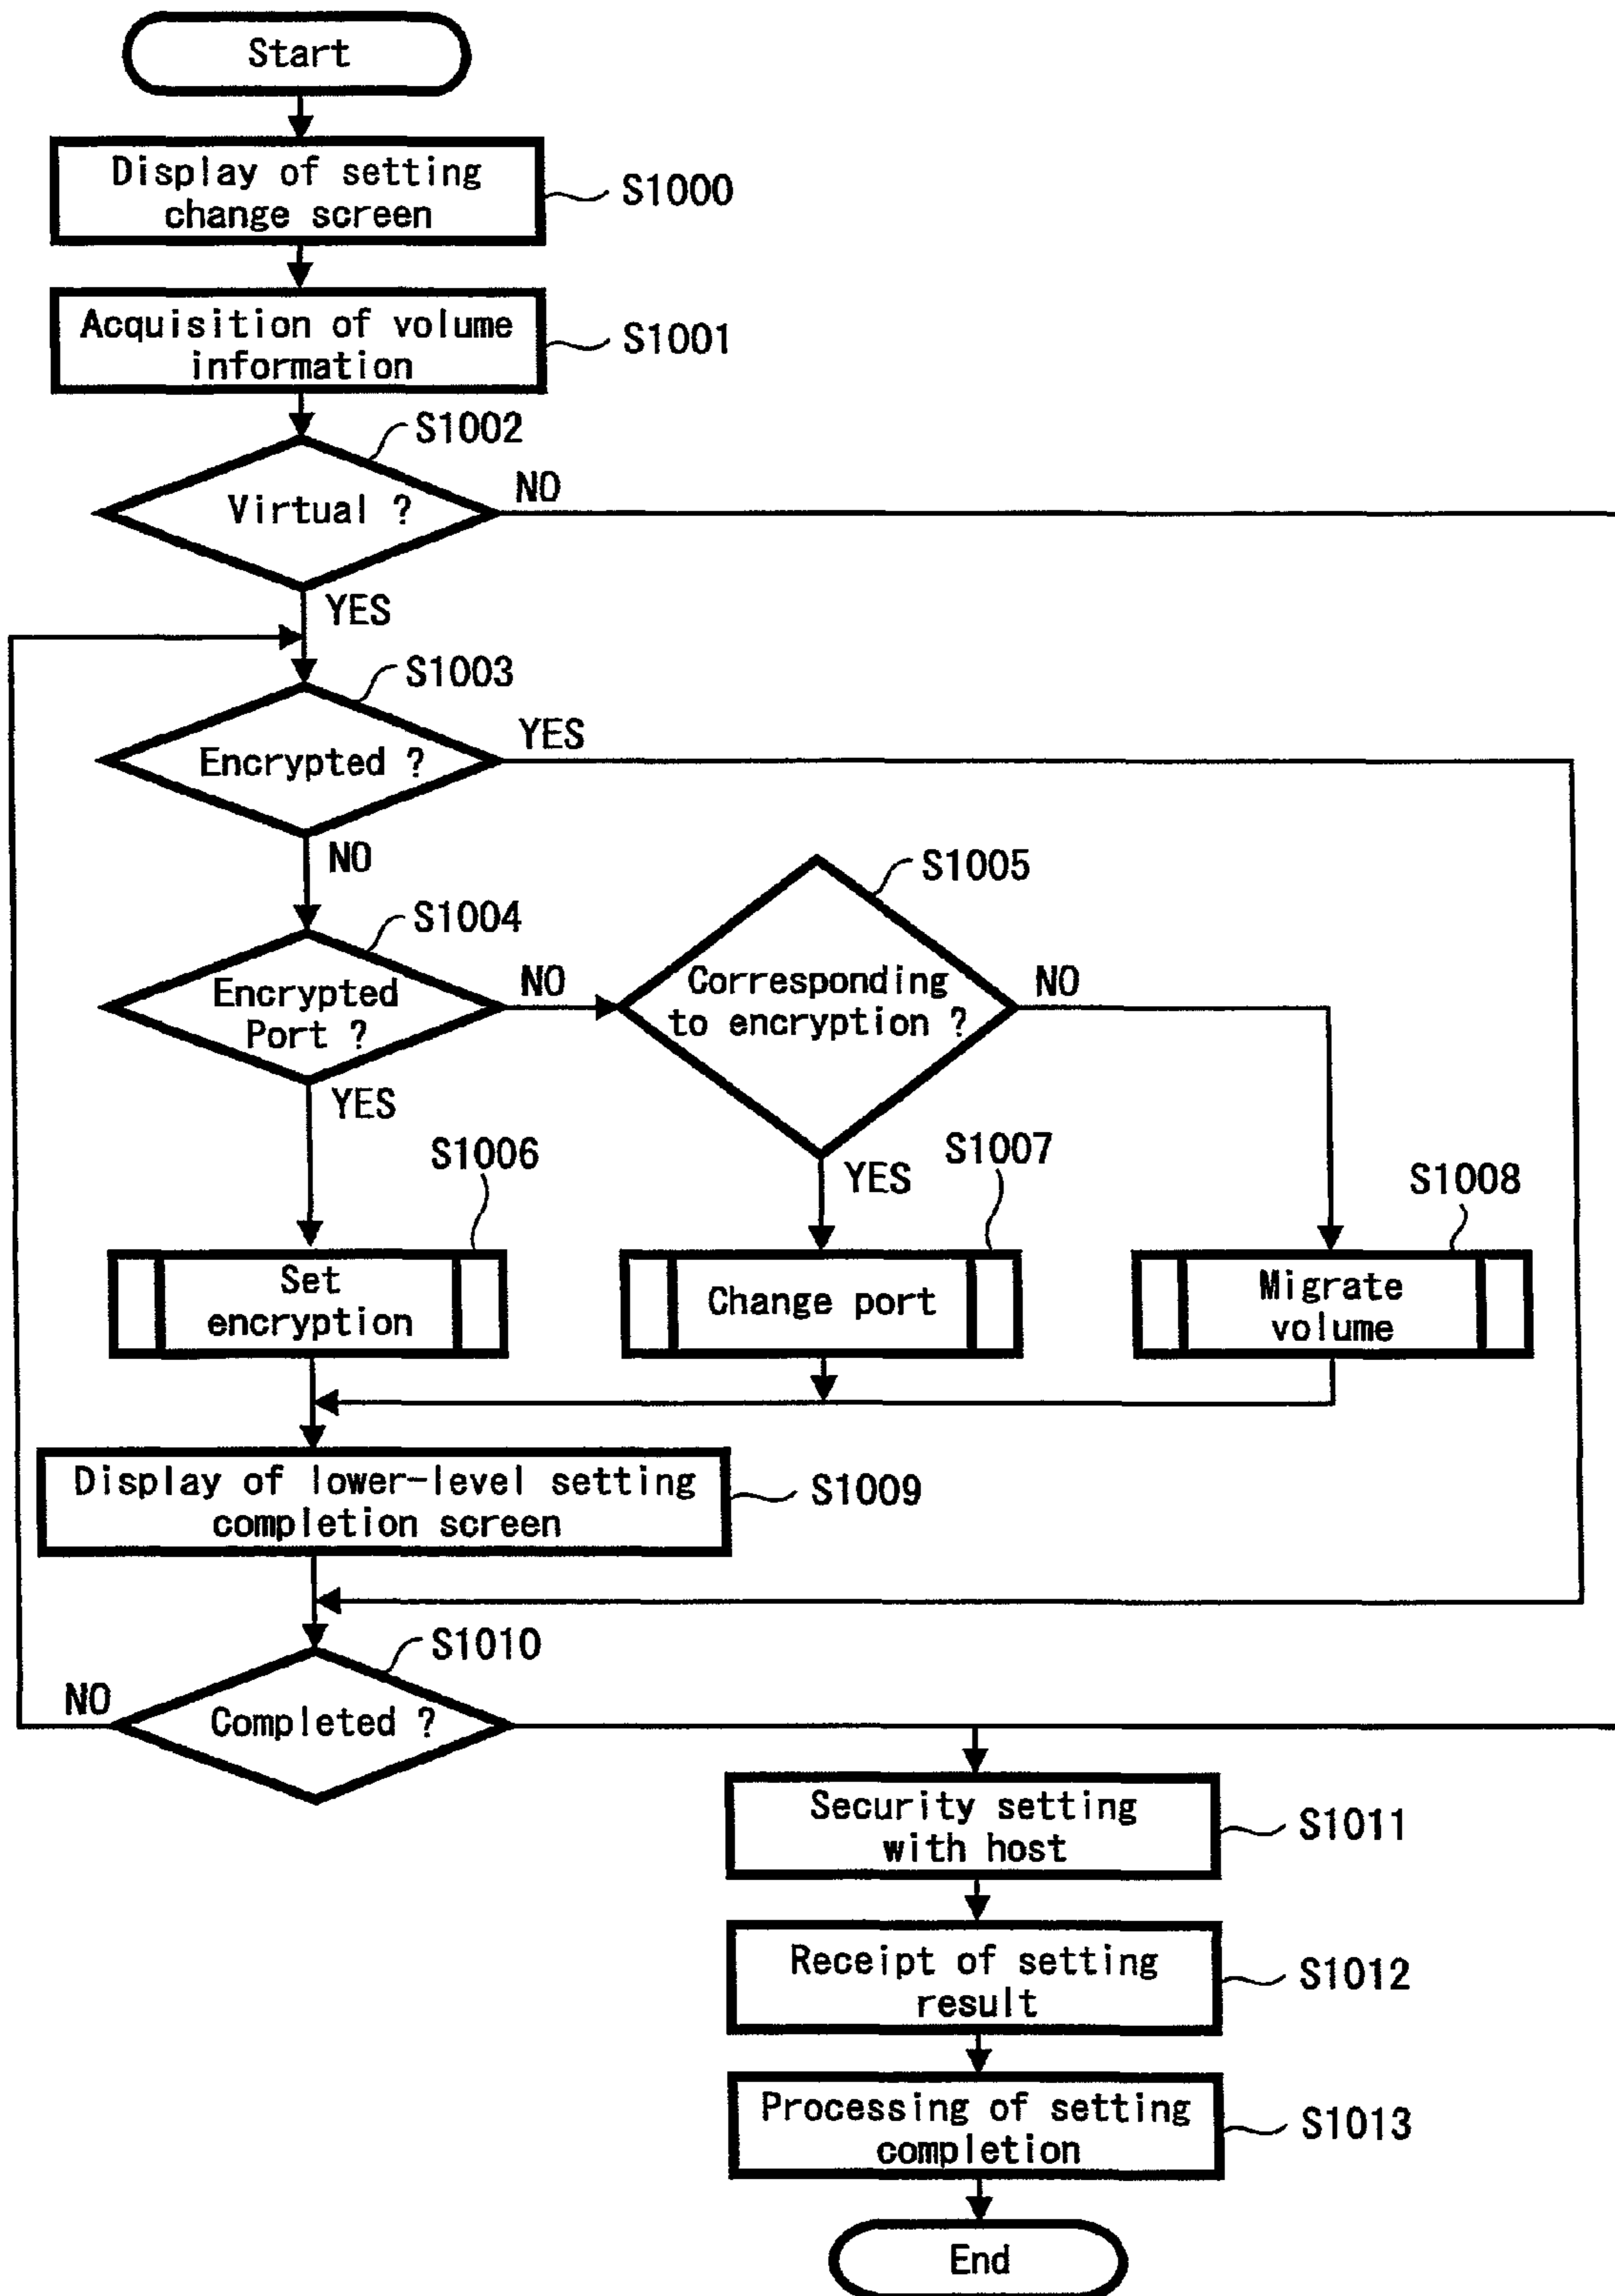 Start
Display of setting
change screen
S1000
Acquisition of volume
information
S1001
S1002
Virtual ?
NO
YES
S1003
Encrypted ?
YES
NO
S1004
Encrypted
Port ?
NO
YES
S1005
Corresponding
to encryption ?
NO
YES
S1006
Set
encryption
S1007
Change port
S1008
Migrate
volume
Display of lower-level setting
completion screen
S1009
S1010
NO
Completed ?
Security setting
with host
S1011
Receipt of setting
result
S1012
Processing of setting
completion
S1013
End